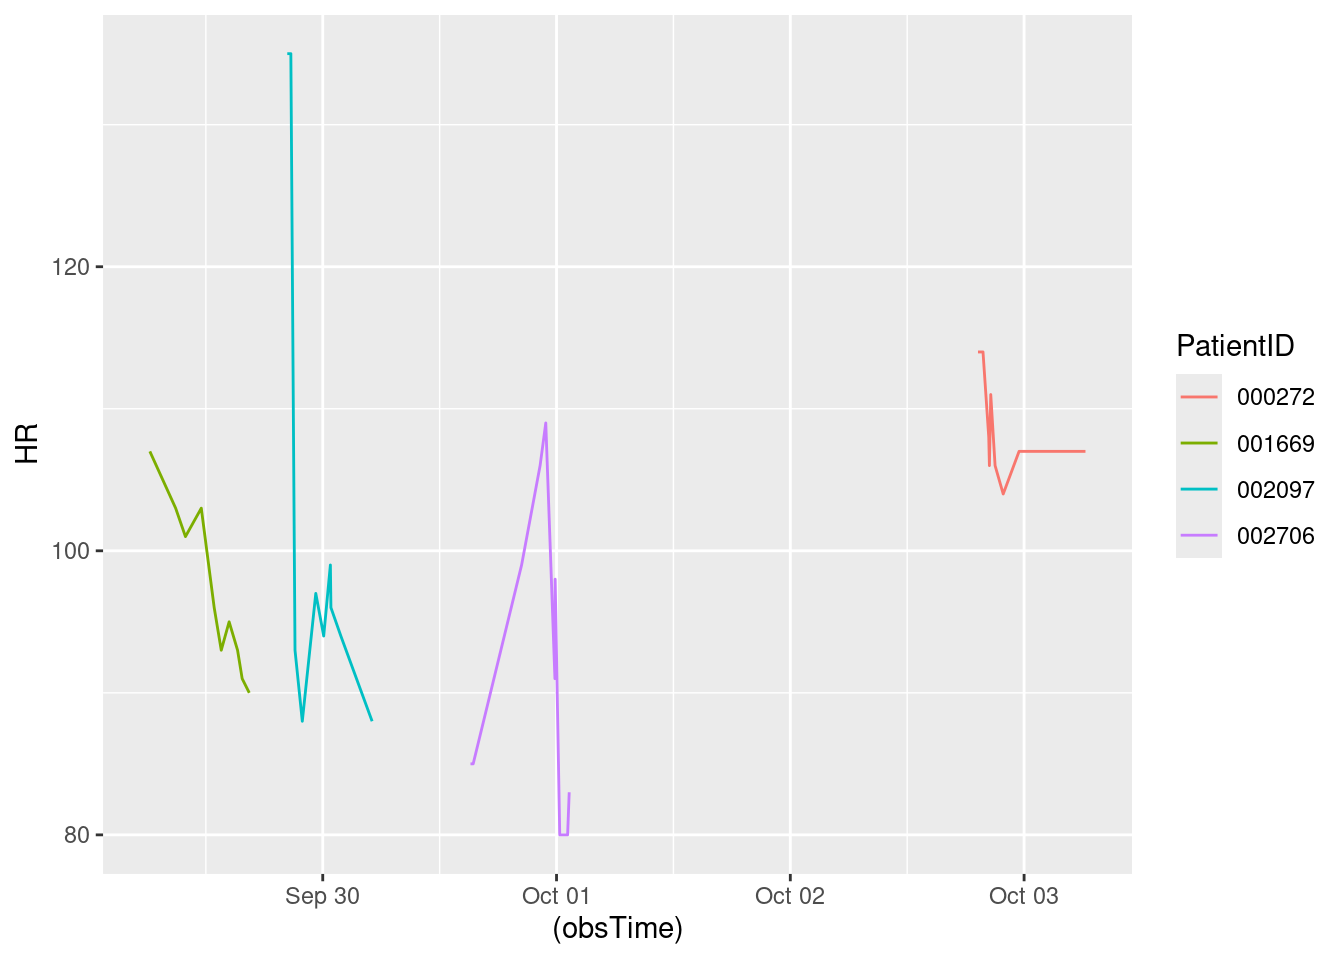 HR
120
100
80
Sep 30
Oct 01
Oct 02
Oct 03
(obsTime)
PatientID
000272
001669
002097
002706